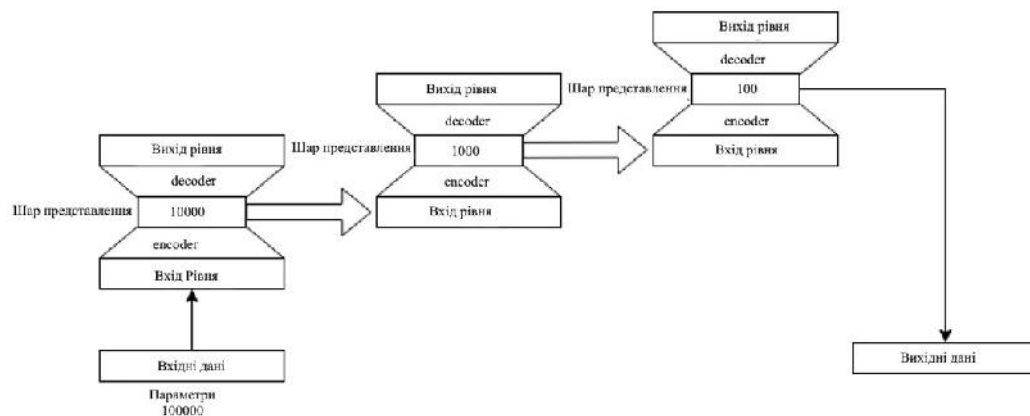 Вихід рівня
decoder
Шар представлення
100
encoder
Вхід рівня
Вихід рівня
decoder
Шар представлення
1000
encoder
Вхід рівня
Вихід рівня
decoder
Шар представлення
10000
encoder
Вхід Рівня
Вхідні дані
Параметри
100000
Вихідні дані